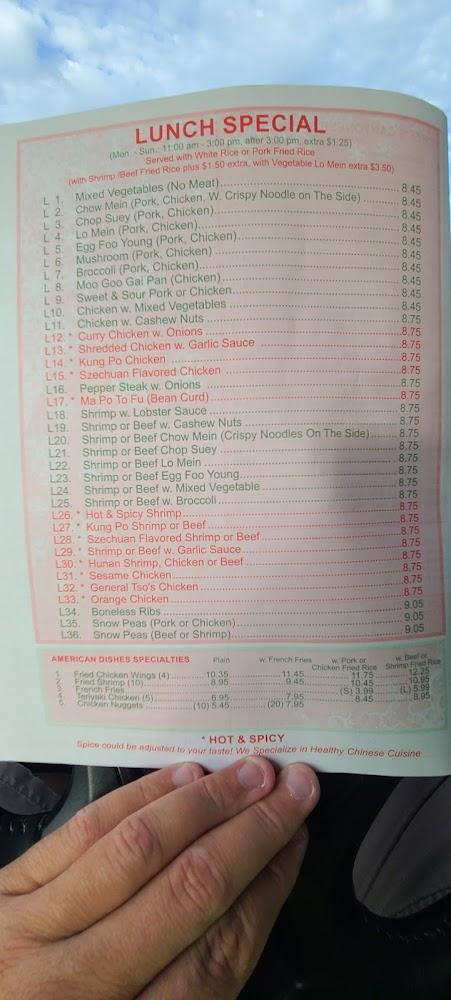 LUNCH SPECIAL
(Mon. - Sun.: 11:00 am - 3:00 pm, after 3:00 pm, extra $1.25)
Served with White Rice or Pork Fried Rice
(with Shrimp /Beef Fried Rice plus $1.50 extra, with Vegetable Lo Mein extra $3.50)
L 1. Mixed Vegetables (No Meat) 8.45
L 2. Chow Mein (Pork, Chicken, W. Crispy Noodle on The Side) 8.45
L 3. Chop Suey (Pork, Chicken) 8.45
L 4. Lo Mein (Pork, Chicken) 8.45
L 5. Egg Foo Young (Pork, Chicken) 8.45
L 6. Mushroom (Pork, Chicken) 8.45
L 7. Broccoli (Pork, Chicken) 8.45
L 8. Moo Goo Gai Pan (Chicken) 8.45
L 9. Sweet & Sour Pork or Chicken 8.45
L10. Chicken w. Mixed Vegetables 8.45
L11. Chicken w. Cashew Nuts 8.75
L12. * Curry Chicken w. Onions 8.75
L13. * Shredded Chicken w. Garlic Sauce 8.75
L14. * Kung Po Chicken 8.75
L15. * Szechuan Flavored Chicken 8.75
L16. Pepper Steak w. Onions 8.75
L17. * Ma Po To Fu (Bean Curd) 8.75
L18. Shrimp w. Lobster Sauce 8.75
L19. Shrimp or Beef w. Cashew Nuts 8.75
L20. Shrimp or Beef Chow Mein (Crispy Noodles On The Side) 8.75
L21. Shrimp or Beef Chop Suey 8.75
L22. Shrimp or Beef Lo Mein 8.75
L23. Shrimp or Beef Egg Foo Young 8.75
L24. Shrimp or Beef w. Mixed Vegetable 8.75
L25. Shrimp or Beef w. Broccoli 8.75
L26. * Hot & Spicy Shrimp 8.75
L27. * Kung Po Shrimp or Beef 8.75
L28. * Szechuan Flavored Shrimp or Beef 8.75
L29. * Shrimp or Beef w. Garlic Sauce 8.75
L30. * Hunan Shrimp, Chicken or Beef 8.75
L31. * Sesame Chicken 8.75
L32. * General Tso's Chicken 8.75
L33. * Orange Chicken 8.75
L34. Boneless Ribs 9.05
L35. Snow Peas (Pork or Chicken) 9.05
L36. Snow Peas (Beef or Shrimp) 9.05
AMERICAN DISHES SPECIALTIES Plain w. French Fries w. Pork or Chicken Fried Rice w. Beef or Shrimp Fried Rice
1. Fried Chicken Wings (4) 10.35 11.45 11.75 12.25
2. Fried Shrimp (10) 8.95 9.45 10.45 10.95
3. French Fries (S) 3.99 (L) 5.99
4. Teriyaki Chicken (5) 6.95 7.95 8.45 8.95
5. Chicken Nuggets (10) 5.45 (20) 7.95
* HOT & SPICY
Spice could be adjusted to your taste! We Specialize in Healthy Chinese Cuisine